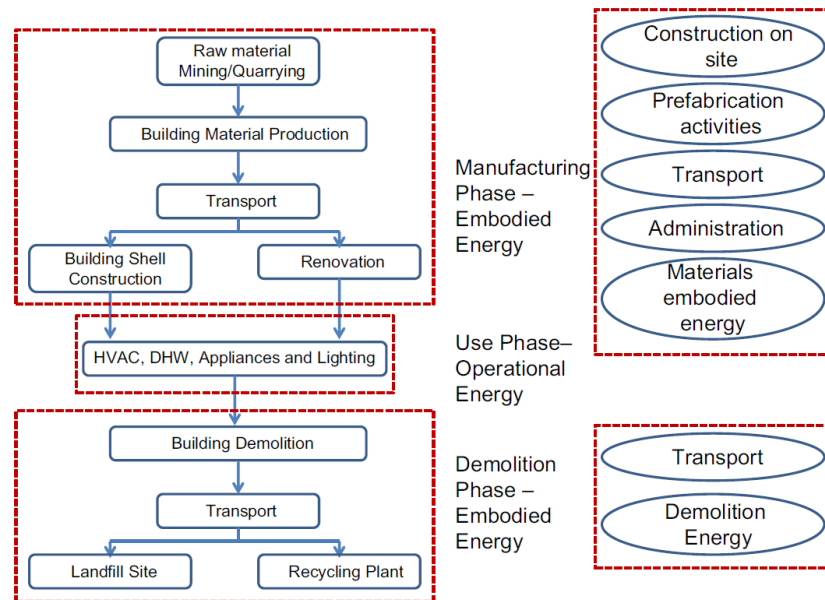 Raw material
Mining/Quarrying
Building Material Production
Transport
Building Shell
Construction
Renovation
HVAC, DHW, Appliances and Lighting
Building Demolition
Transport
Landfill Site
Recycling Plant
Manufacturing
Phase –
Embodied
Energy
Use Phase–
Operational
Energy
Demolition
Phase –
Embodied
Energy
Construction on
site
Prefabrication
activities
Transport
Administration
Materials
embodied
energy
Transport
Demolition
Energy